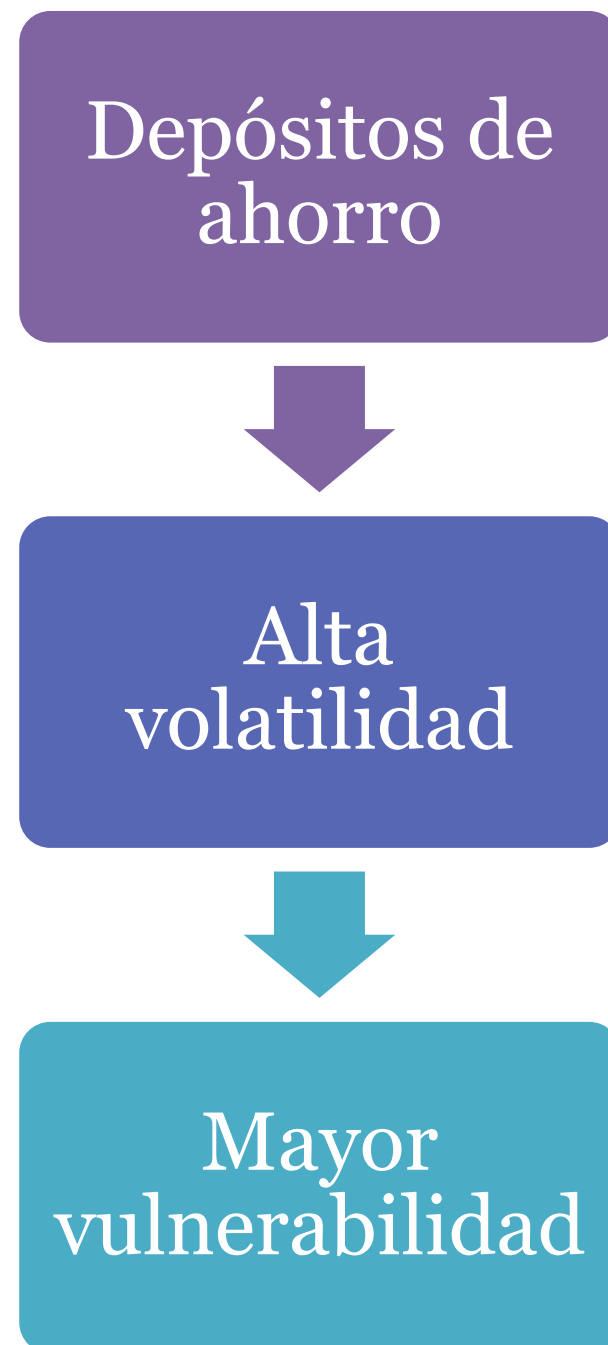 Depósitos de
ahorro
Alta
volatilidad
Mayor
vulnerabilidad